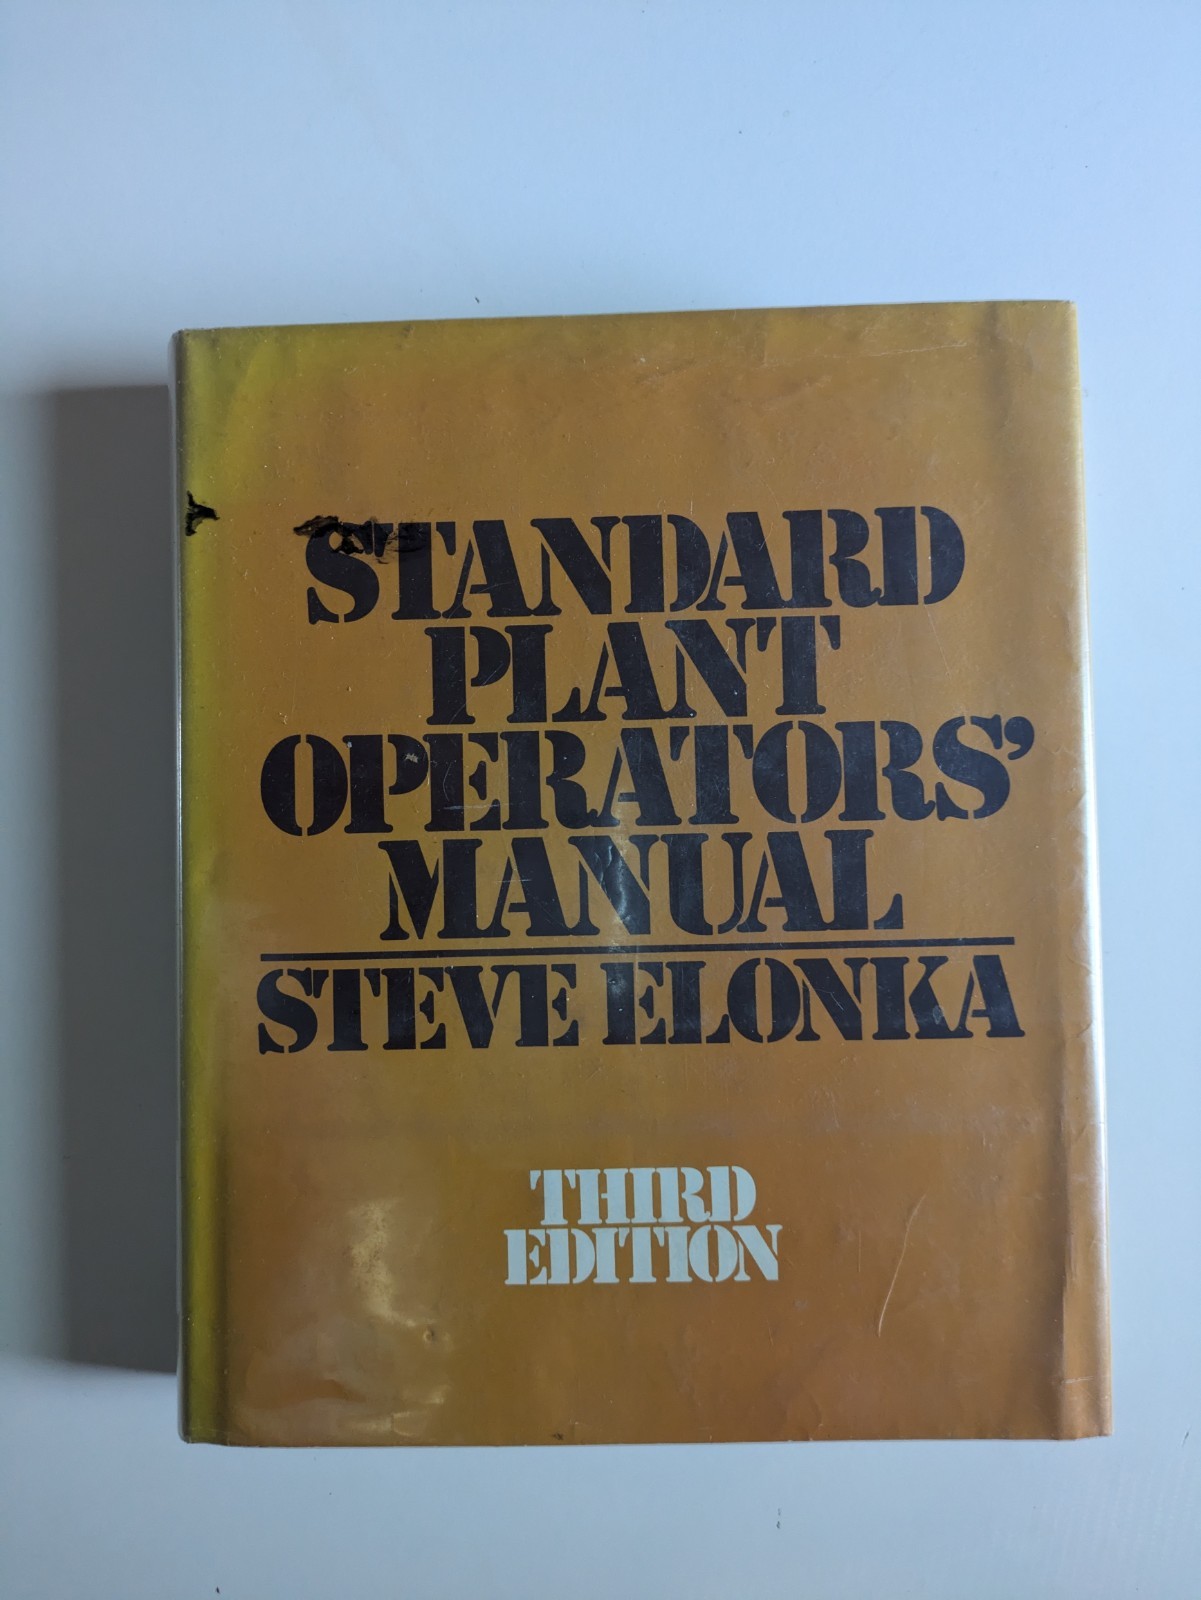 STANDARD
PLANT
OPERATORS'
MANUAL
STEVE ELONKA
THIRD
EDITION